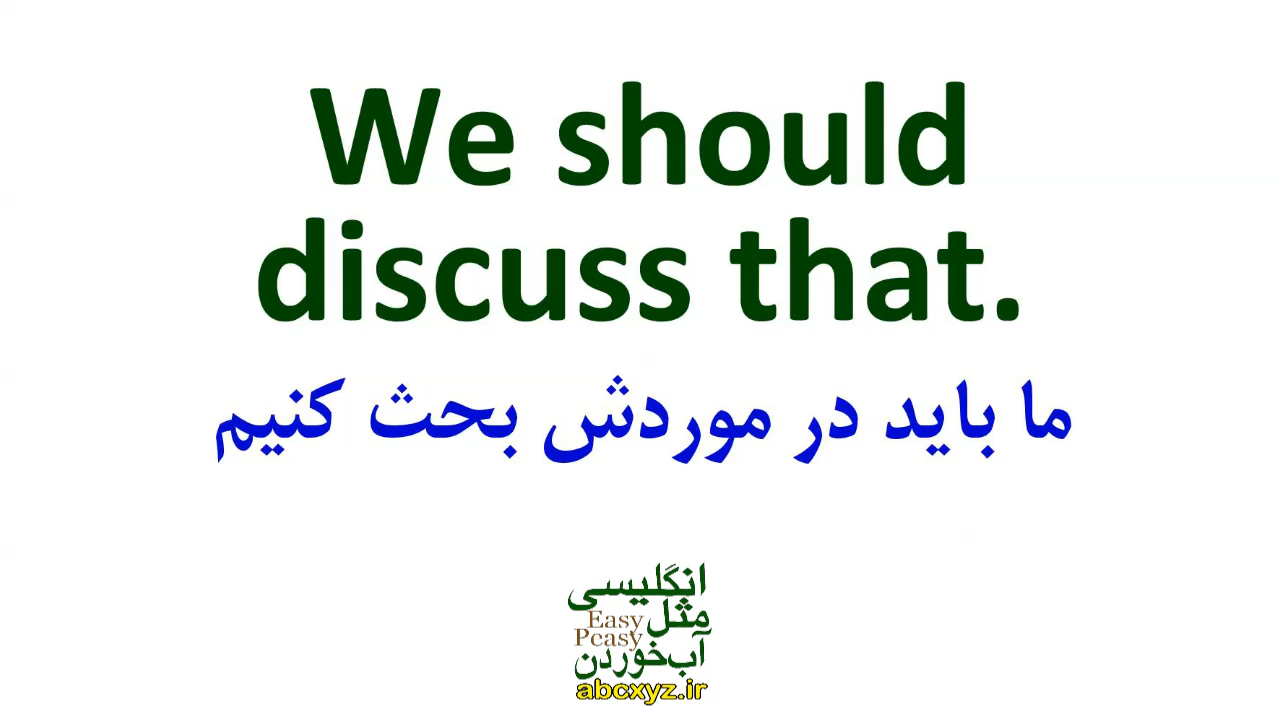 We should
discuss that.
ما باید در موردش بحث کنیم
انگلیسی
مثل
Easy
Peasy
آب‌خوردن
abcxyz.ir